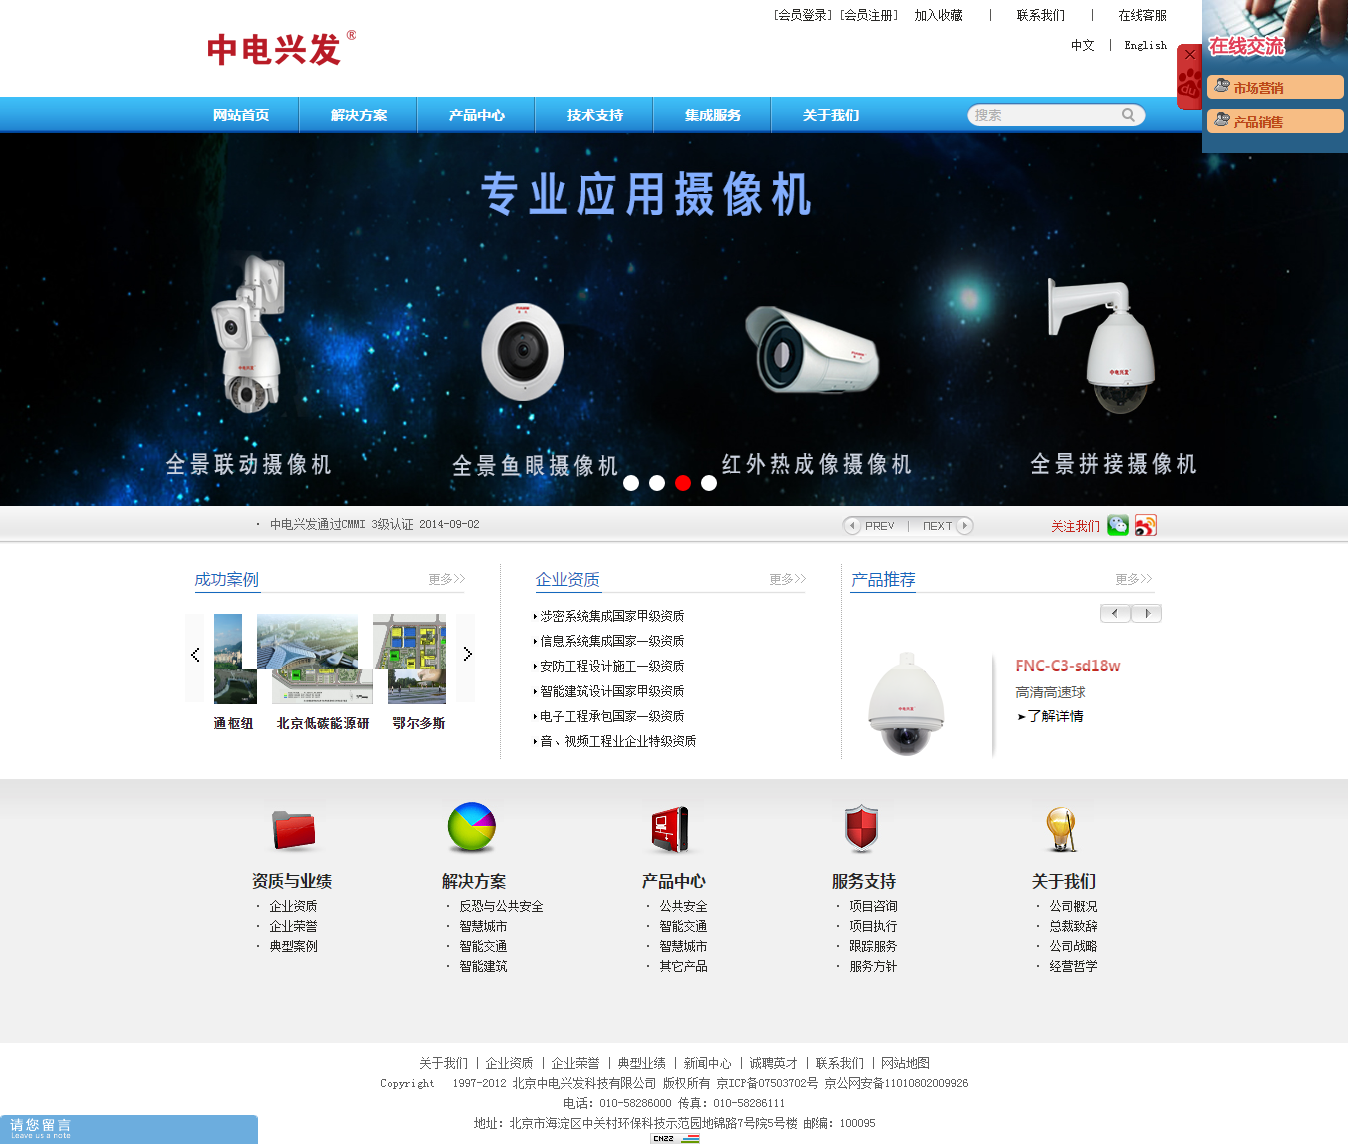 [会员登录] [会员注册] 加入收藏 | 联系我们 | 在线客服
中电兴发®
中文 | English
在线交流
du
市场营销
产品销售
网站首页 解决方案 产品中心 技术支持 集成服务 关于我们 搜索
专业应用摄像机
中电兴发
中电兴发
全景联动摄像机 全景鱼眼摄像机 红外热成像摄像机 全景拼接摄像机
· 中电兴发通过CMMI 3级认证 2014-09-02 PREV | NEXT 关注我们
成功案例 更多>>
企业资质 更多>>
产品推荐 更多>>
涉密系统集成国家甲级资质
信息系统集成国家一级资质
安防工程设计施工一级资质
智能建筑设计国家甲级资质
电子工程承包国家一级资质
音、视频工程业企业特级资质
通枢纽 北京低碳能源研 鄂尔多斯
FNC-C3-sd18w
高清高速球
➤了解详情
中电兴发
资质与业绩
· 企业资质
· 企业荣誉
· 典型案例
解决方案
· 反恐与公共安全
· 智慧城市
· 智能交通
· 智能建筑
产品中心
· 公共安全
· 智能交通
· 智慧城市
· 其它产品
服务支持
· 项目咨询
· 项目执行
· 跟踪服务
· 服务方针
关于我们
· 公司概况
· 总裁致辞
· 公司战略
· 经营哲学
关于我们 | 企业资质 | 企业荣誉 | 典型业绩 | 新闻中心 | 诚聘英才 | 联系我们 | 网站地图
Copyright 1997-2012 北京中电兴发科技有限公司 版权所有 京ICP备07503702号 京公网安备11010802009926
电话：010-58286000 传真：010-58286111
地址：北京市海淀区中关村环保科技示范园地锦路7号院5号楼 邮编：100095
CNZZ
请您留言
Leave us a note